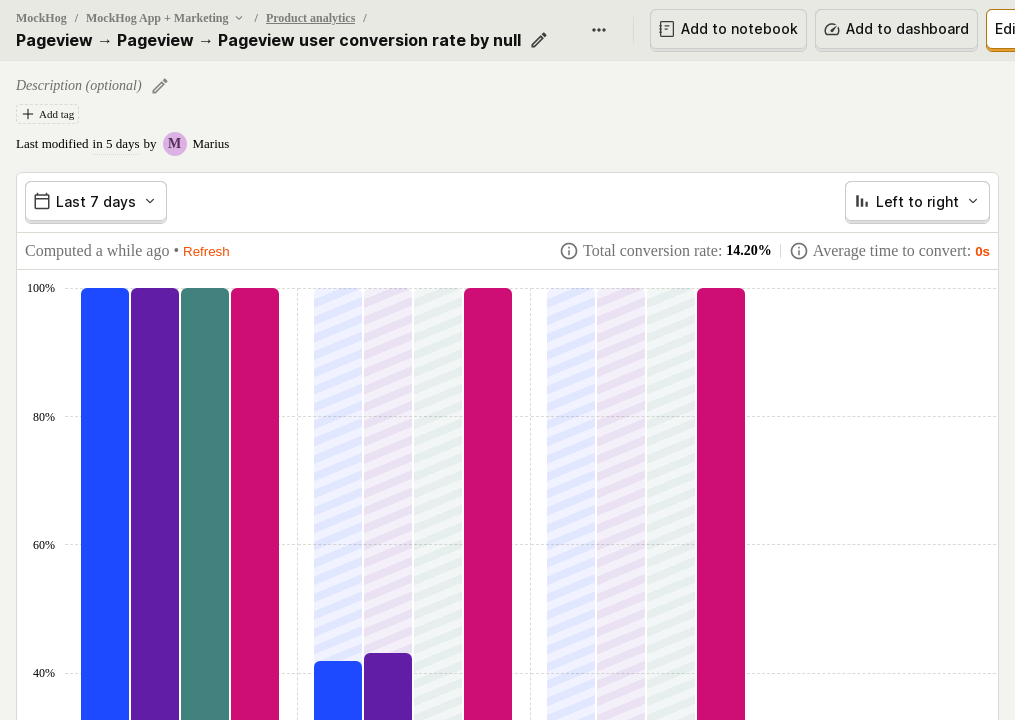 MockHog / MockHog App + Marketing / Product analytics /
Pageview → Pageview → Pageview user conversion rate by null
Add to notebook
Add to dashboard
Edi
Description (optional)
Add tag
Last modified in 5 days by M Marius
Last 7 days
Left to right
Computed a while ago • Refresh
Total conversion rate: 14.20%
Average time to convert: 0s
100%
80%
60%
40%